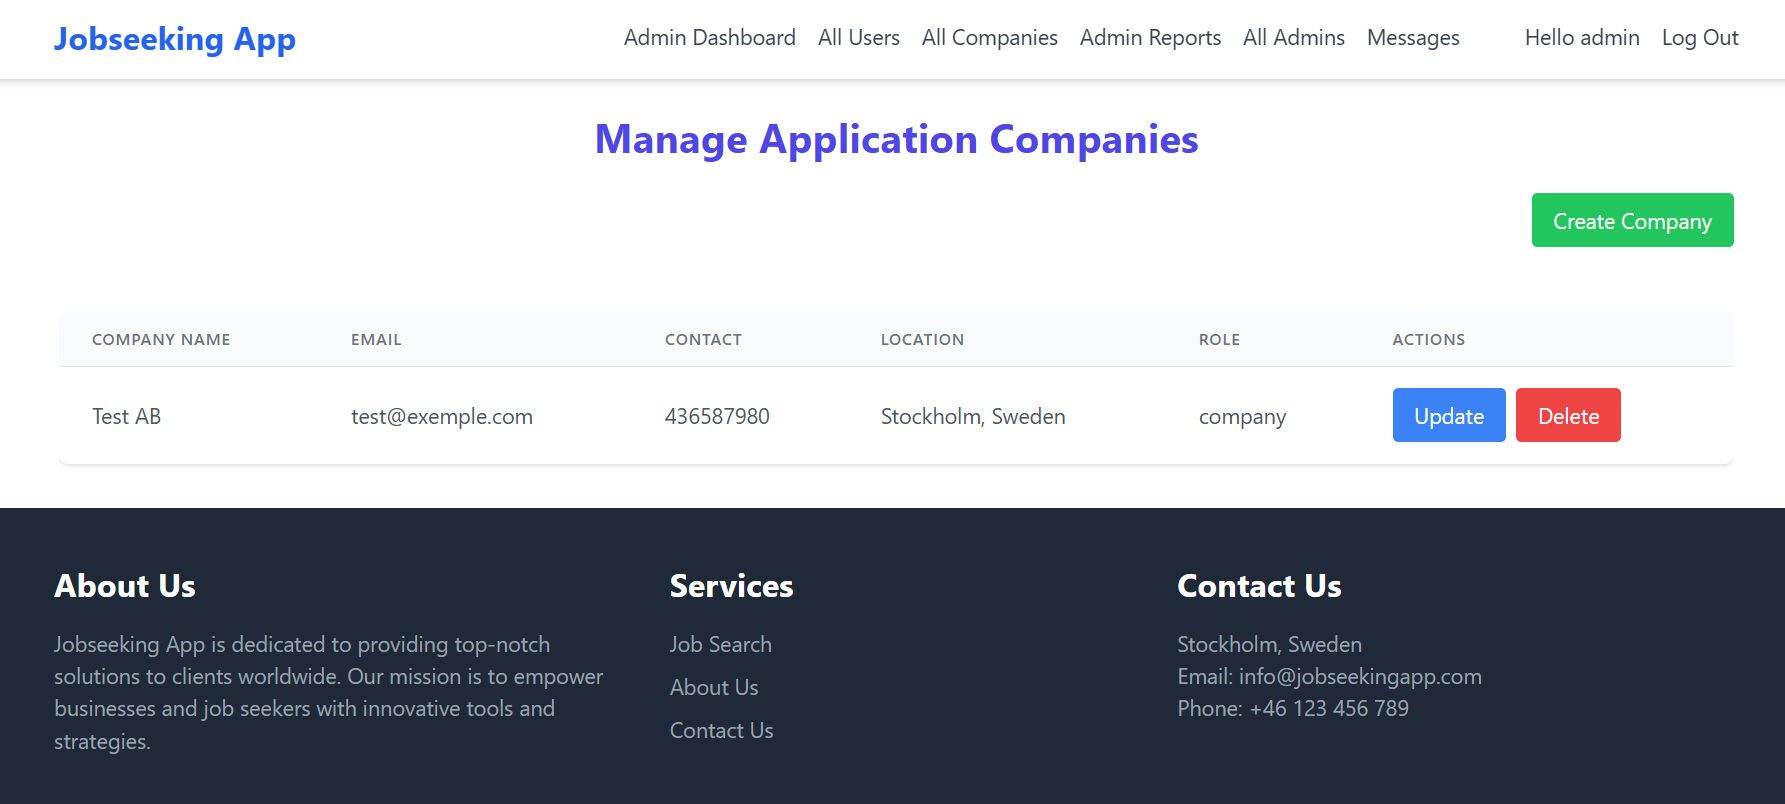 Jobseeking App
Admin Dashboard All Users All Companies Admin Reports All Admins Messages Hello admin Log Out
Manage Application Companies
Create Company
COMPANY NAME EMAIL CONTACT LOCATION ROLE ACTIONS
Test AB test@exemple.com 436587980 Stockholm, Sweden company Update Delete
About Us
Jobseeking App is dedicated to providing top-notch
solutions to clients worldwide. Our mission is to empower
businesses and job seekers with innovative tools and
strategies.
Services
Job Search
About Us
Contact Us
Contact Us
Stockholm, Sweden
Email: info@jobseekingapp.com
Phone: +46 123 456 789